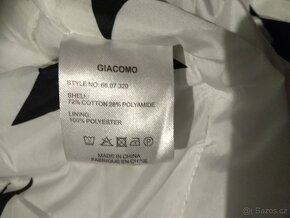 GIACOMO
STYLE NO: 66.07.320
SHELL:
72% COTTON 28% POLYAMIDE
LINING:
100% POLYESTER
MADE IN CHINA
FABRIQUE EN CHINE
Sbazar.cz